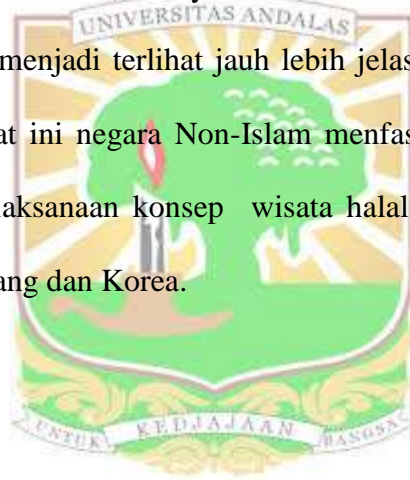 UNIVERSITAS ANDALAS
menjadi terlihat jauh lebih jelas
at ini negara Non-Islam menfas
laksanaan konsep wisata halal
ang dan Korea.
UNTUK KEDJAJAAN BANGSA